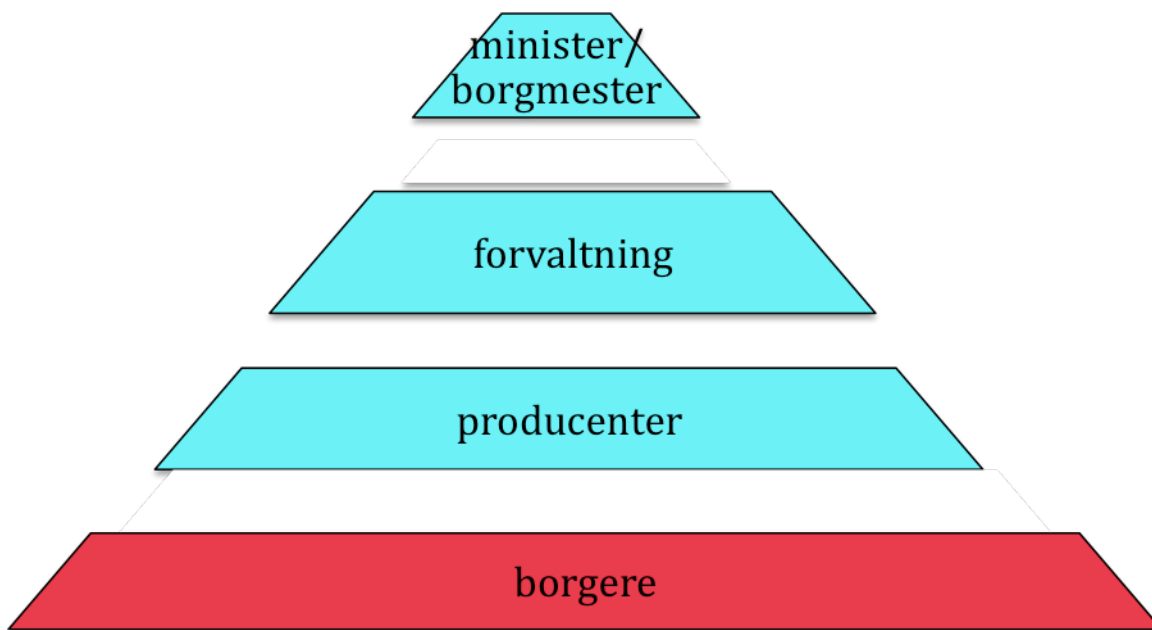 minister/
borgmester
forvaltning
producenter
borgere